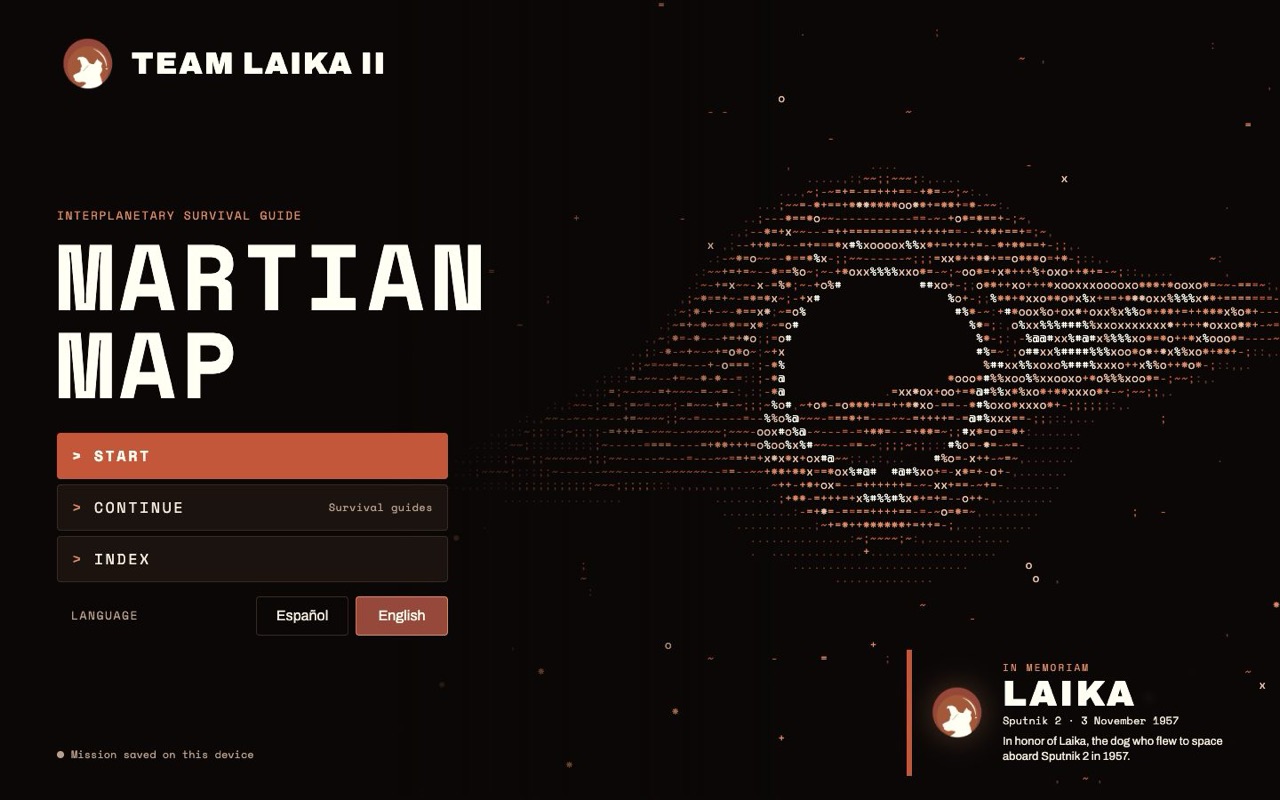 TEAM LAIKA II
INTERPLANETARY SURVIVAL GUIDE
MARTIAN
MAP
> START
> CONTINUE Survival guides
> INDEX
LANGUAGE Español English
Mission saved on this device
IN MEMORIAM
LAIKA
Sputnik 2 · 3 November 1957
In honor of Laika, the dog who flew to space
aboard Sputnik 2 in 1957.